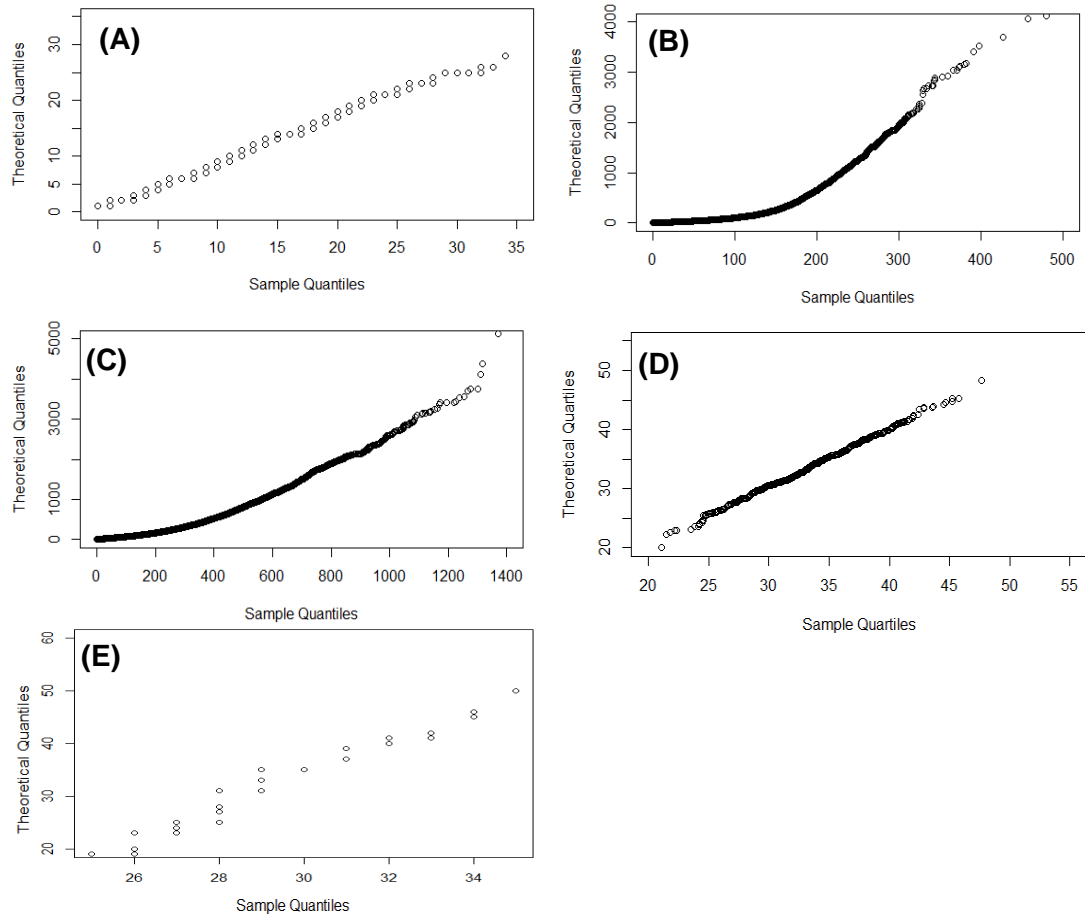 (A)
Theoretical Quantiles
30
20
10
5
0
0 5 10 15 20 25 30 35
Sample Quantiles
(B)
Theoretical Quantiles
4000
3000
2000
1000
0
0 100 200 300 400 500
Sample Quantiles
(C)
Theoretical Quantiles
5000
3000
1000
0
0 200 400 600 800 1000 1200 1400
Sample Quantiles
(D)
Theoretical Quartiles
50
40
30
20
20 25 30 35 40 45 50 55
Sample Quartiles
(E)
Theoretical Quantiles
60
50
40
30
20
26 28 30 32 34
Sample Quantiles